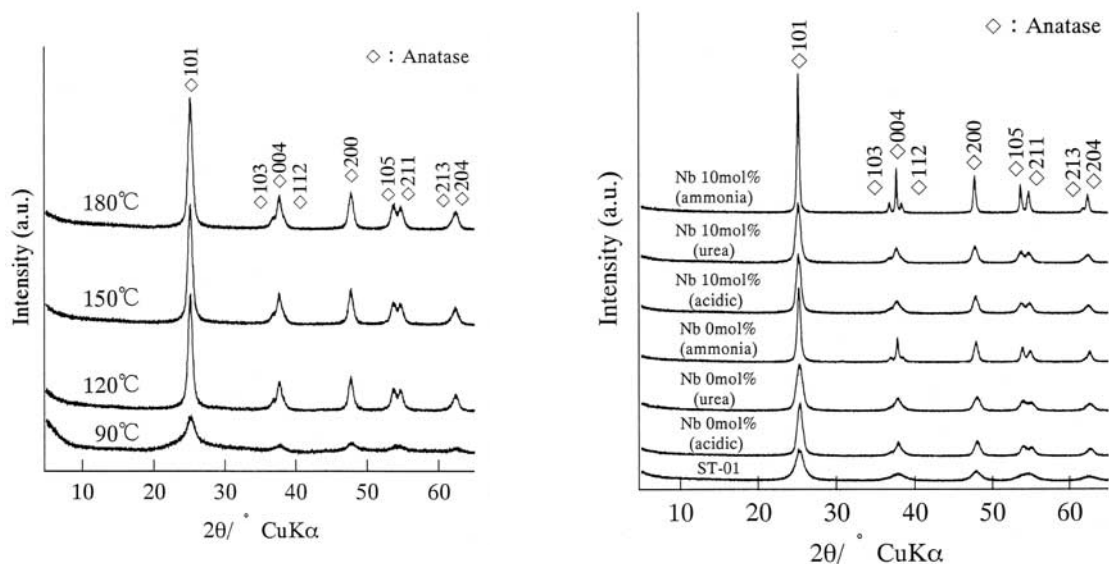 ◇ : Anatase
◇101
◇103
◇004
◇112
◇200
◇105
◇211
◇213
◇204
180℃
150℃
120℃
90℃
Intensity (a.u.)
10 20 30 40 50 60
2θ/ ° CuKα
◇ : Anatase
◇101
◇103
◇004
◇112
◇200
◇105
◇211
◇213
◇204
Nb 10mol%
(ammonia)
Nb 10mol%
(urea)
Nb 10mol%
(acidic)
Nb 0mol%
(ammonia)
Nb 0mol%
(urea)
Nb 0mol%
(acidic)
ST-01
Intensity (a.u.)
10 20 30 40 50 60
2θ/ ° CuKα